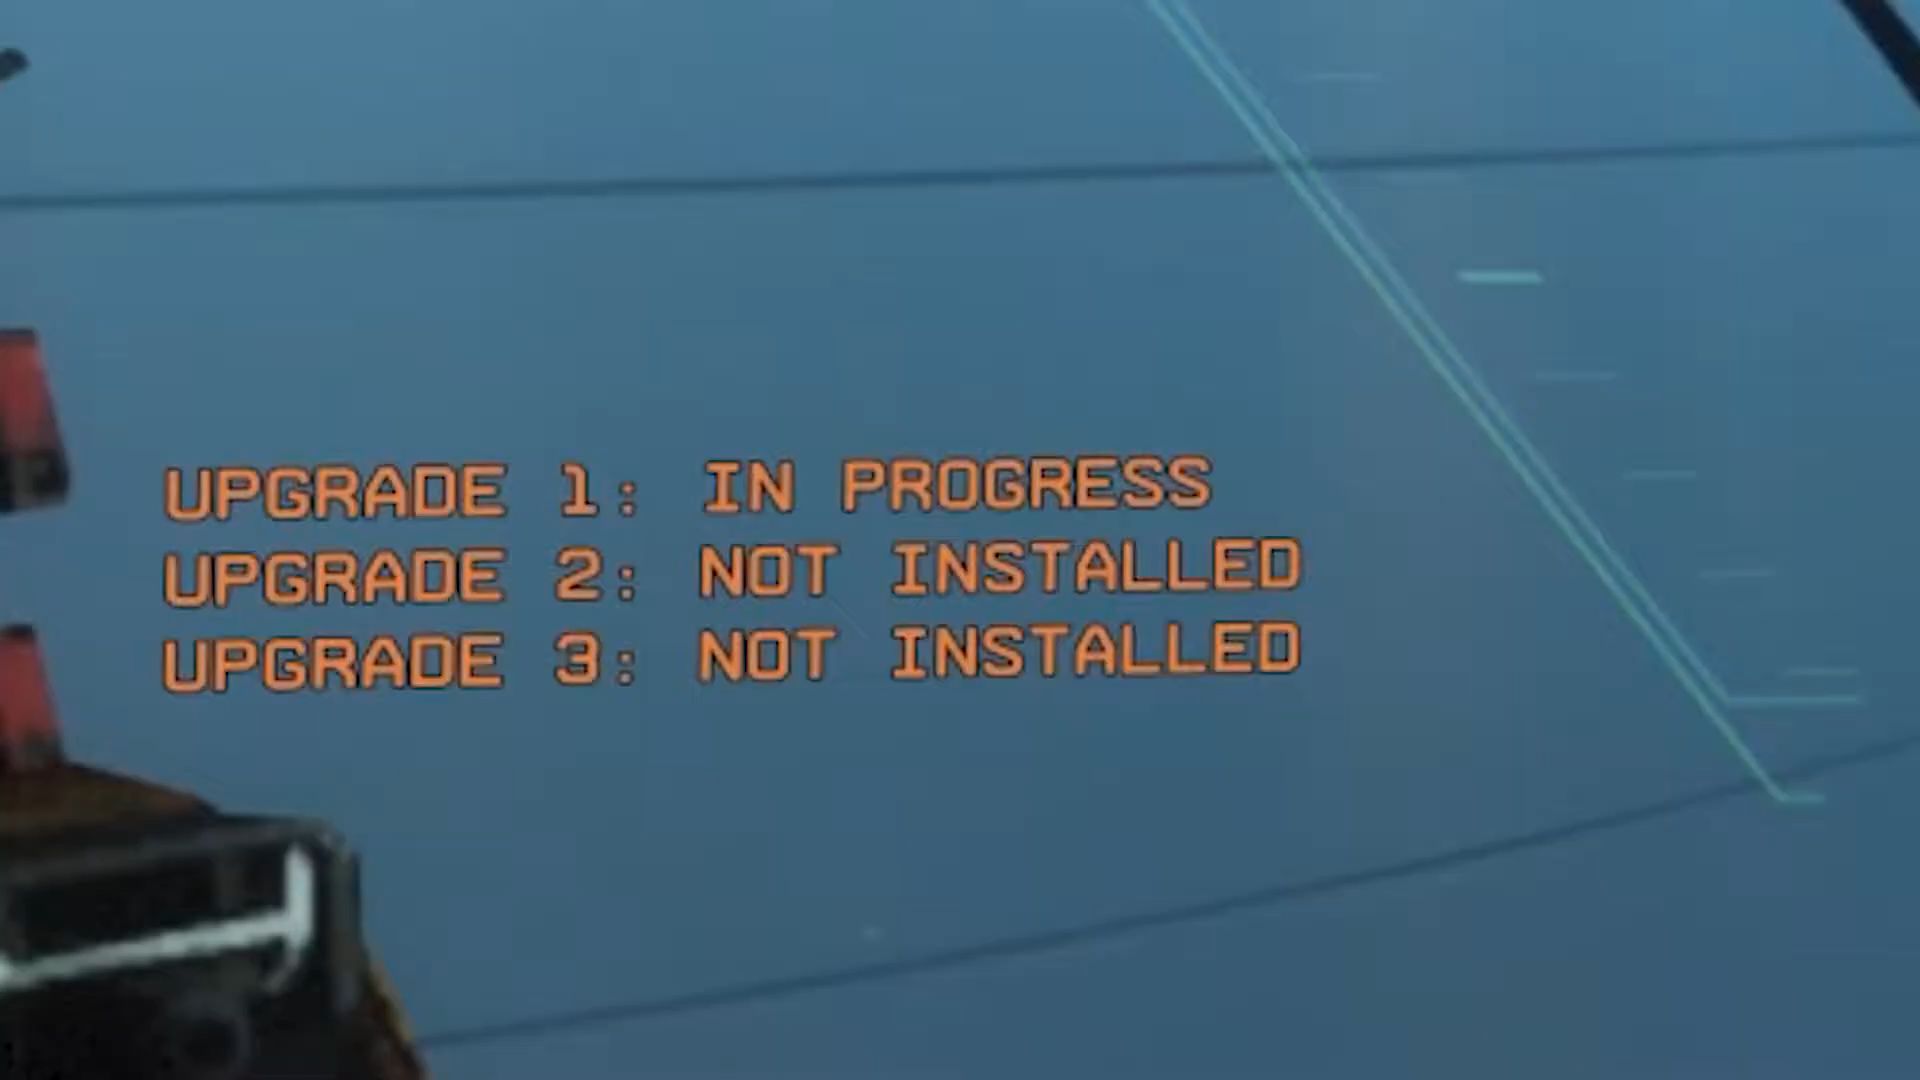 UPGRADE 1: IN PROGRESS
UPGRADE 2: NOT INSTALLED
UPGRADE 3: NOT INSTALLED